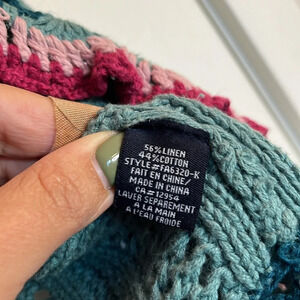 56%LINEN
44%COTTON
STYLE#FA6320-K
FAIT EN CHINE/
MADE IN CHINA
CA#12954
LAVER SEPAREMENT
A LA MAIN
A L'EAU FROIDE